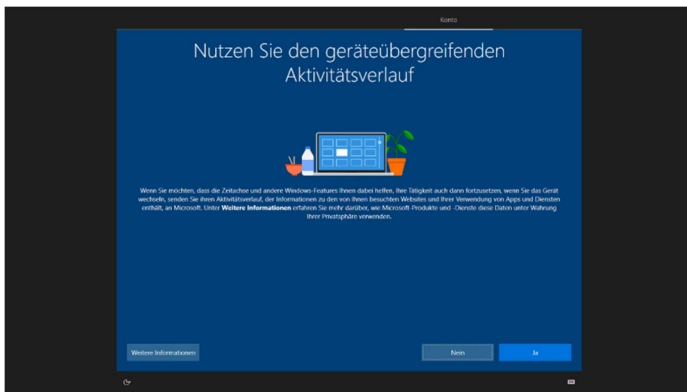 Konto
Nutzen Sie den geräteübergreifenden
Aktivitätsverlauf
Wenn Sie möchten, dass die Zeitachse und andere Windows-Features Ihnen dabei helfen, Ihre Tätigkeit auch dann fortzusetzen, wenn Sie das Gerät
wechseln, senden Sie ihren Aktivitätsverlauf, der Informationen zu den von Ihnen besuchten Websites und Ihrer Verwendung von Apps und Diensten
enthält, an Microsoft. Unter Weitere Informationen erfahren Sie mehr darüber, wie Microsoft-Produkte und -Dienste diese Daten unter Wahrung
Ihrer Privatsphäre verwenden.
Weitere Informationen
Nein
Ja